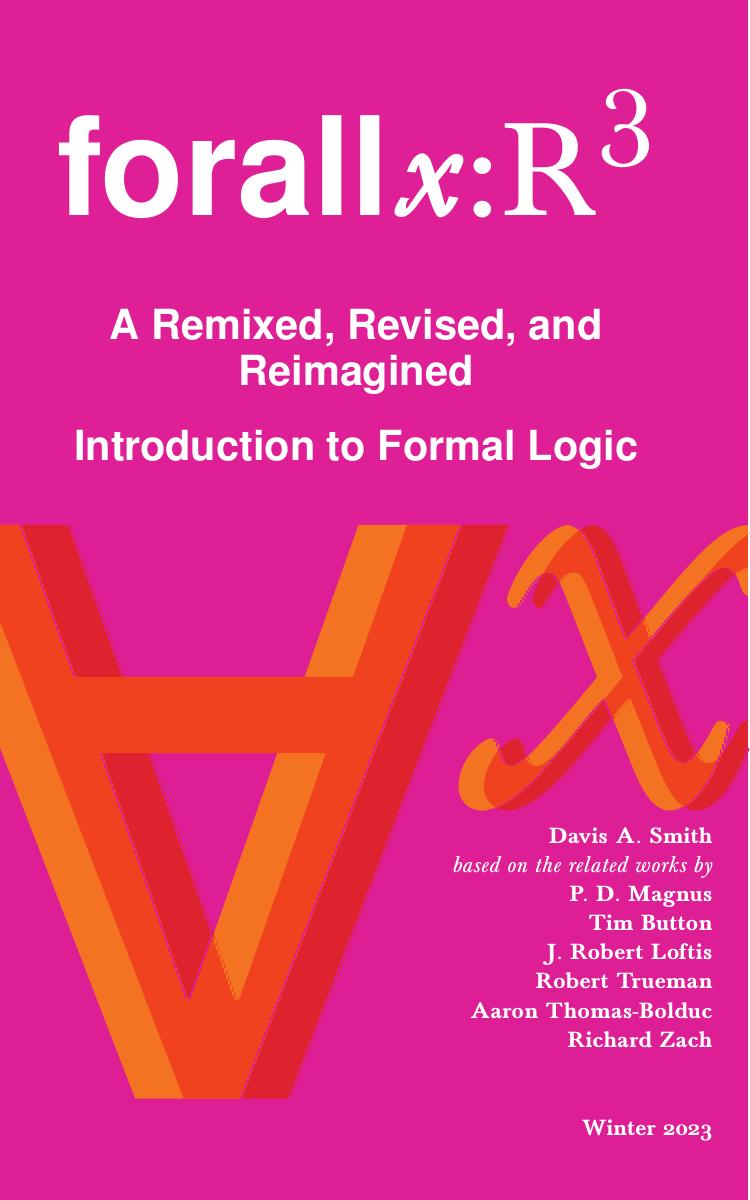 forallx:R³
A Remixed, Revised, and
Reimagined
Introduction to Formal Logic
∀x
Davis A. Smith
based on the related works by
P. D. Magnus
Tim Button
J. Robert Loftis
Robert Trueman
Aaron Thomas-Bolduc
Richard Zach
Winter 2023